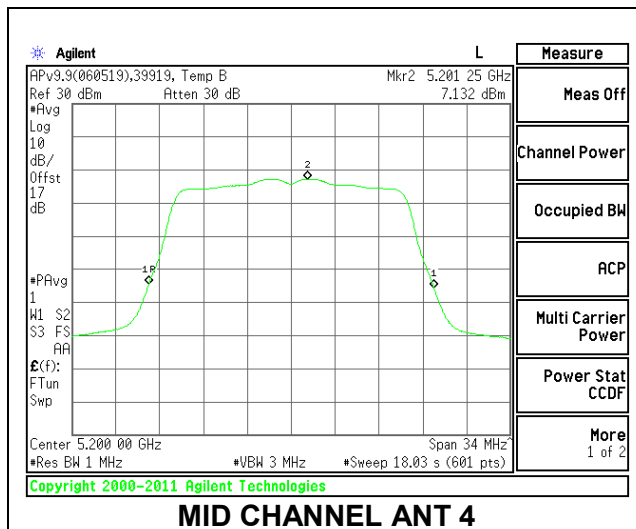 Agilent L Measure
APv9.9(060519),39919, Temp B Mkr2 5.201 25 GHz
Ref 30 dBm Atten 30 dB 7.132 dBm
#Avg
Log
10
dB/
Offst
17
dB
#PAvg
1
W1 S2
S3 FS
AA
£(f):
FTun
Swp
2
1R
1
Center 5.200 00 GHz Span 34 MHz^
#Res BW 1 MHz #VBW 3 MHz #Sweep 18.03 s (601 pts)
Copyright 2000-2011 Agilent Technologies
Meas Off
Channel Power
Occupied BW
ACP
Multi Carrier
Power
Power Stat
CCDF
More
1 of 2
MID CHANNEL ANT 4